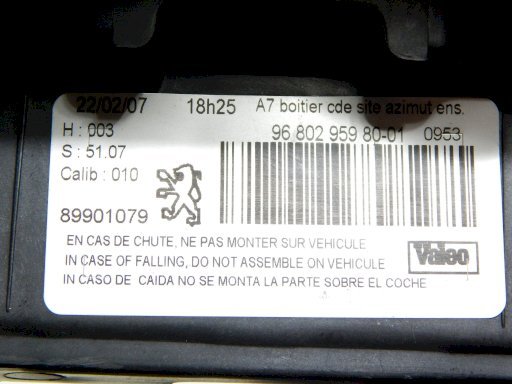 22/02/07 18h25 A7 boitier cde site azimut ens.
H : 003 96 802 959 80-01 0953
S : 51.07
Calib : 010
89901079
EN CAS DE CHUTE, NE PAS MONTER SUR VEHICULE
IN CASE OF FALLING, DO NOT ASSEMBLE ON VEHICULE
IN CASO DE CAIDA NO SE MONTA LA PARTE SOBRE EL COCHE
Valeo